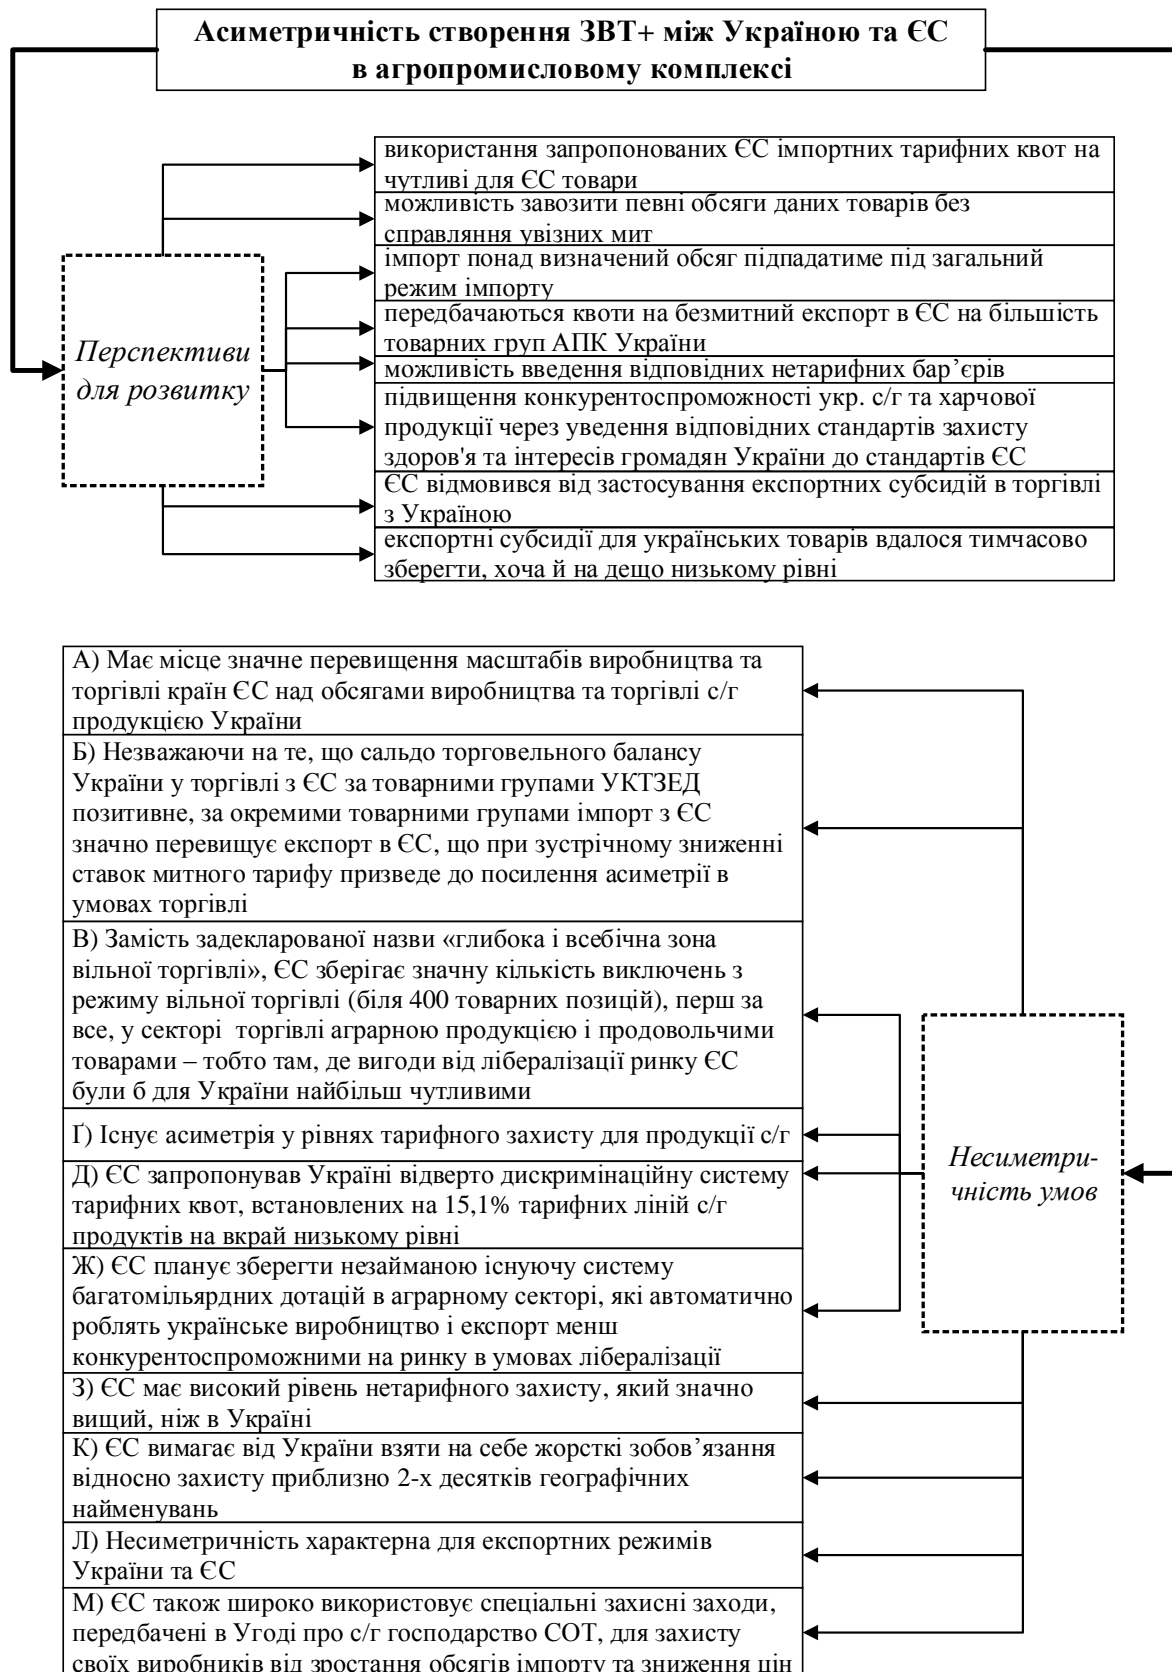 Асиметричність створення ЗВТ+ між Україною та ЄС
в агропромисловому комплексі
Перспективи
для розвитку
використання запропонованих ЄС імпортних тарифних квот на
чутливі для ЄС товари
можливість завозити певні обсяги даних товарів без
справляння увізних мит
імпорт понад визначений обсяг підпадатиме під загальний
режим імпорту
передбачаються квоти на безмитний експорт в ЄС на більшість
товарних груп АПК України
можливість введення відповідних нетарифних бар’єрів
підвищення конкурентоспроможності укр. с/г та харчової
продукції через уведення відповідних стандартів захисту
здоров'я та інтересів громадян України до стандартів ЄС
ЄС відмовився від застосування експортних субсидій в торгівлі
з Україною
експортні субсидії для українських товарів вдалося тимчасово
зберегти, хоча й на дещо низькому рівні
А) Має місце значне перевищення масштабів виробництва та
торгівлі країн ЄС над обсягами виробництва та торгівлі с/г
продукцією України
Б) Незважаючи на те, що сальдо торговельного балансу
України у торгівлі з ЄС за товарними групами УКТЗЕД
позитивне, за окремими товарними групами імпорт з ЄС
значно перевищує експорт в ЄС, що при зустрічному зниженні
ставок митного тарифу призведе до посилення асиметрії в
умовах торгівлі
В) Замість задекларованої назви «глибока і всебічна зона
вільної торгівлі», ЄС зберігає значну кількість виключень з
режиму вільної торгівлі (біля 400 товарних позицій), перш за
все, у секторі торгівлі аграрною продукцією і продовольчими
товарами – тобто там, де вигоди від лібералізації ринку ЄС
були б для України найбільш чутливими
Ґ) Існує асиметрія у рівнях тарифного захисту для продукції с/г
Д) ЄС запропонував Україні відверто дискримінаційну систему
тарифних квот, встановлених на 15,1% тарифних ліній с/г
продуктів на вкрай низькому рівні
Ж) ЄС планує зберегти незайманою існуючу систему
багатомільярдних дотацій в аграрному секторі, які автоматично
роблять українське виробництво і експорт менш
конкурентоспроможними на ринку в умовах лібералізації
З) ЄС має високий рівень нетарифного захисту, який значно
вищий, ніж в Україні
К) ЄС вимагає від України взяти на себе жорсткі зобов’язання
відносно захисту приблизно 2-х десятків географічних
найменувань
Л) Несиметричність характерна для експортних режимів
України та ЄС
М) ЄС також широко використовує спеціальні захисні заходи,
передбачені в Угоді про с/г господарство СОТ, для захисту
своїх виробників від зростання обсягів імпорту та зниження цін
Несиметри-
чність умов